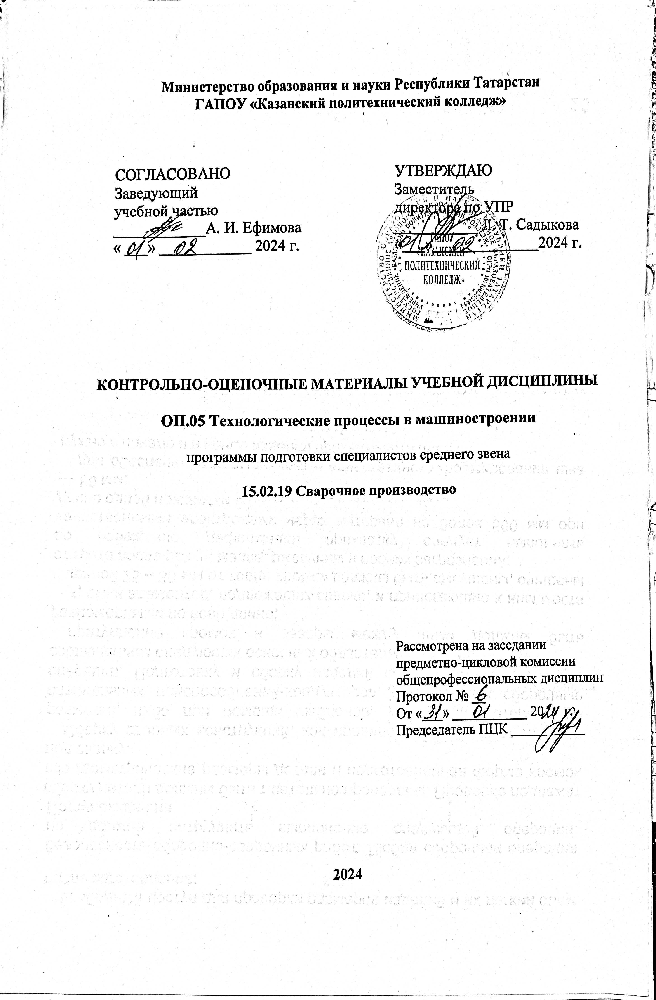 Министерство образования и науки Республики Татарстан
ГАПОУ «Казанский политехнический колледж»
СОГЛАСОВАНО
Заведующий
учебной частью
А. И. Ефимова
«01» 02 2024 г.
УТВЕРЖДАЮ
Заместитель
директора по УПР
Л. Т. Садыкова
«01» 02 2024 г.
ГАПОУ
«КАЗАНСКИЙ
ПОЛИТЕХНИЧЕСКИЙ
КОЛЛЕДЖ»
КОНТРОЛЬНО-ОЦЕНОЧНЫЕ МАТЕРИАЛЫ УЧЕБНОЙ ДИСЦИПЛИНЫ
ОП.05 Технологические процессы в машиностроении
программы подготовки специалистов среднего звена
15.02.19 Сварочное производство
Рассмотрена на заседании
предметно-цикловой комиссии
общепрофессиональных дисциплин
Протокол № 6
От «31» 01 2024 г.
Председатель ПЦК
2024